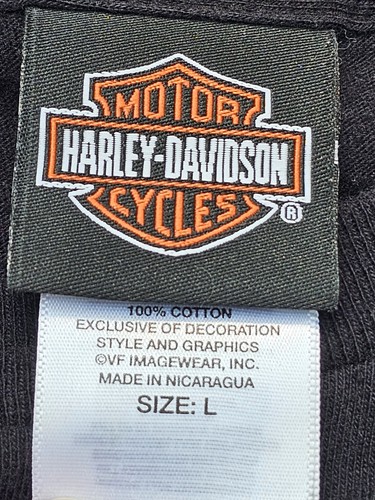 MOTOR
HARLEY-DAVIDSON
CYCLES
®
100% COTTON
EXCLUSIVE OF DECORATION
STYLE AND GRAPHICS
©VF IMAGEWEAR, INC.
MADE IN NICARAGUA
SIZE: L